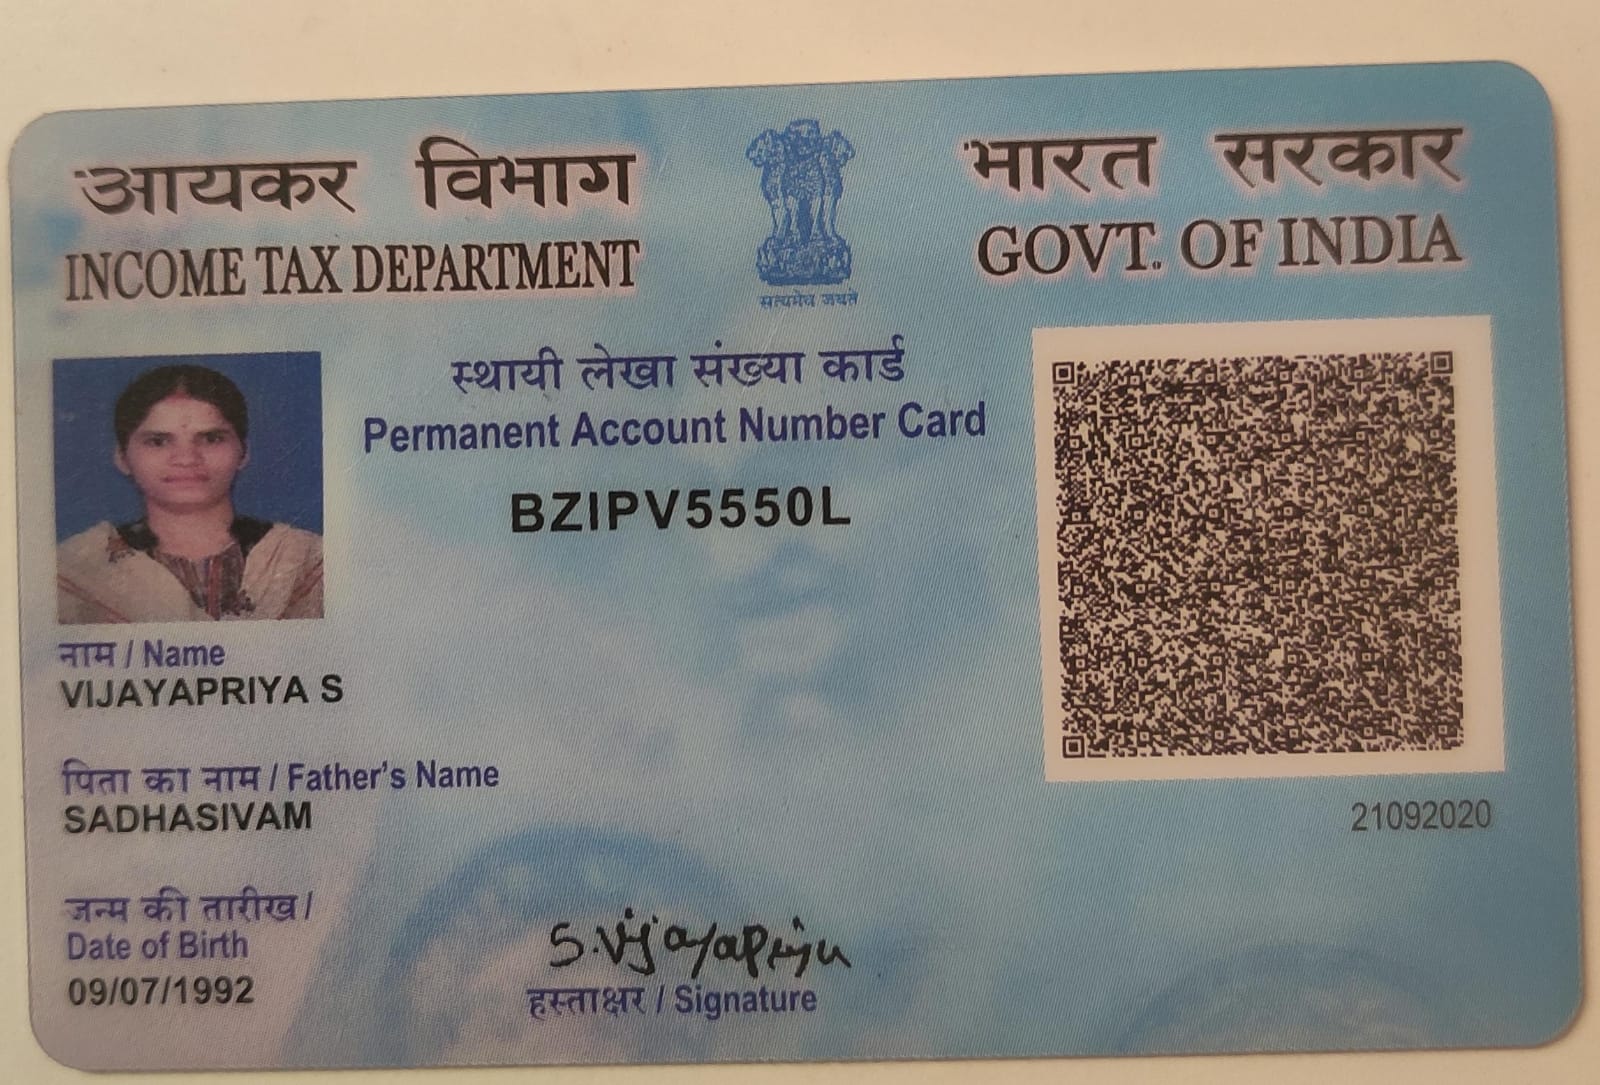 आयकर विभाग
INCOME TAX DEPARTMENT
भारत सरकार
GOVT. OF INDIA
सत्यमेव जयते
स्थायी लेखा संख्या कार्ड
Permanent Account Number Card
BZIPV5550L
नाम / Name
VIJAYAPRIYA S
पिता का नाम / Father's Name
SADHASIVAM
जन्म की तारीख /
Date of Birth
09/07/1992
S.Vijayapriya
हस्ताक्षर / Signature
21092020